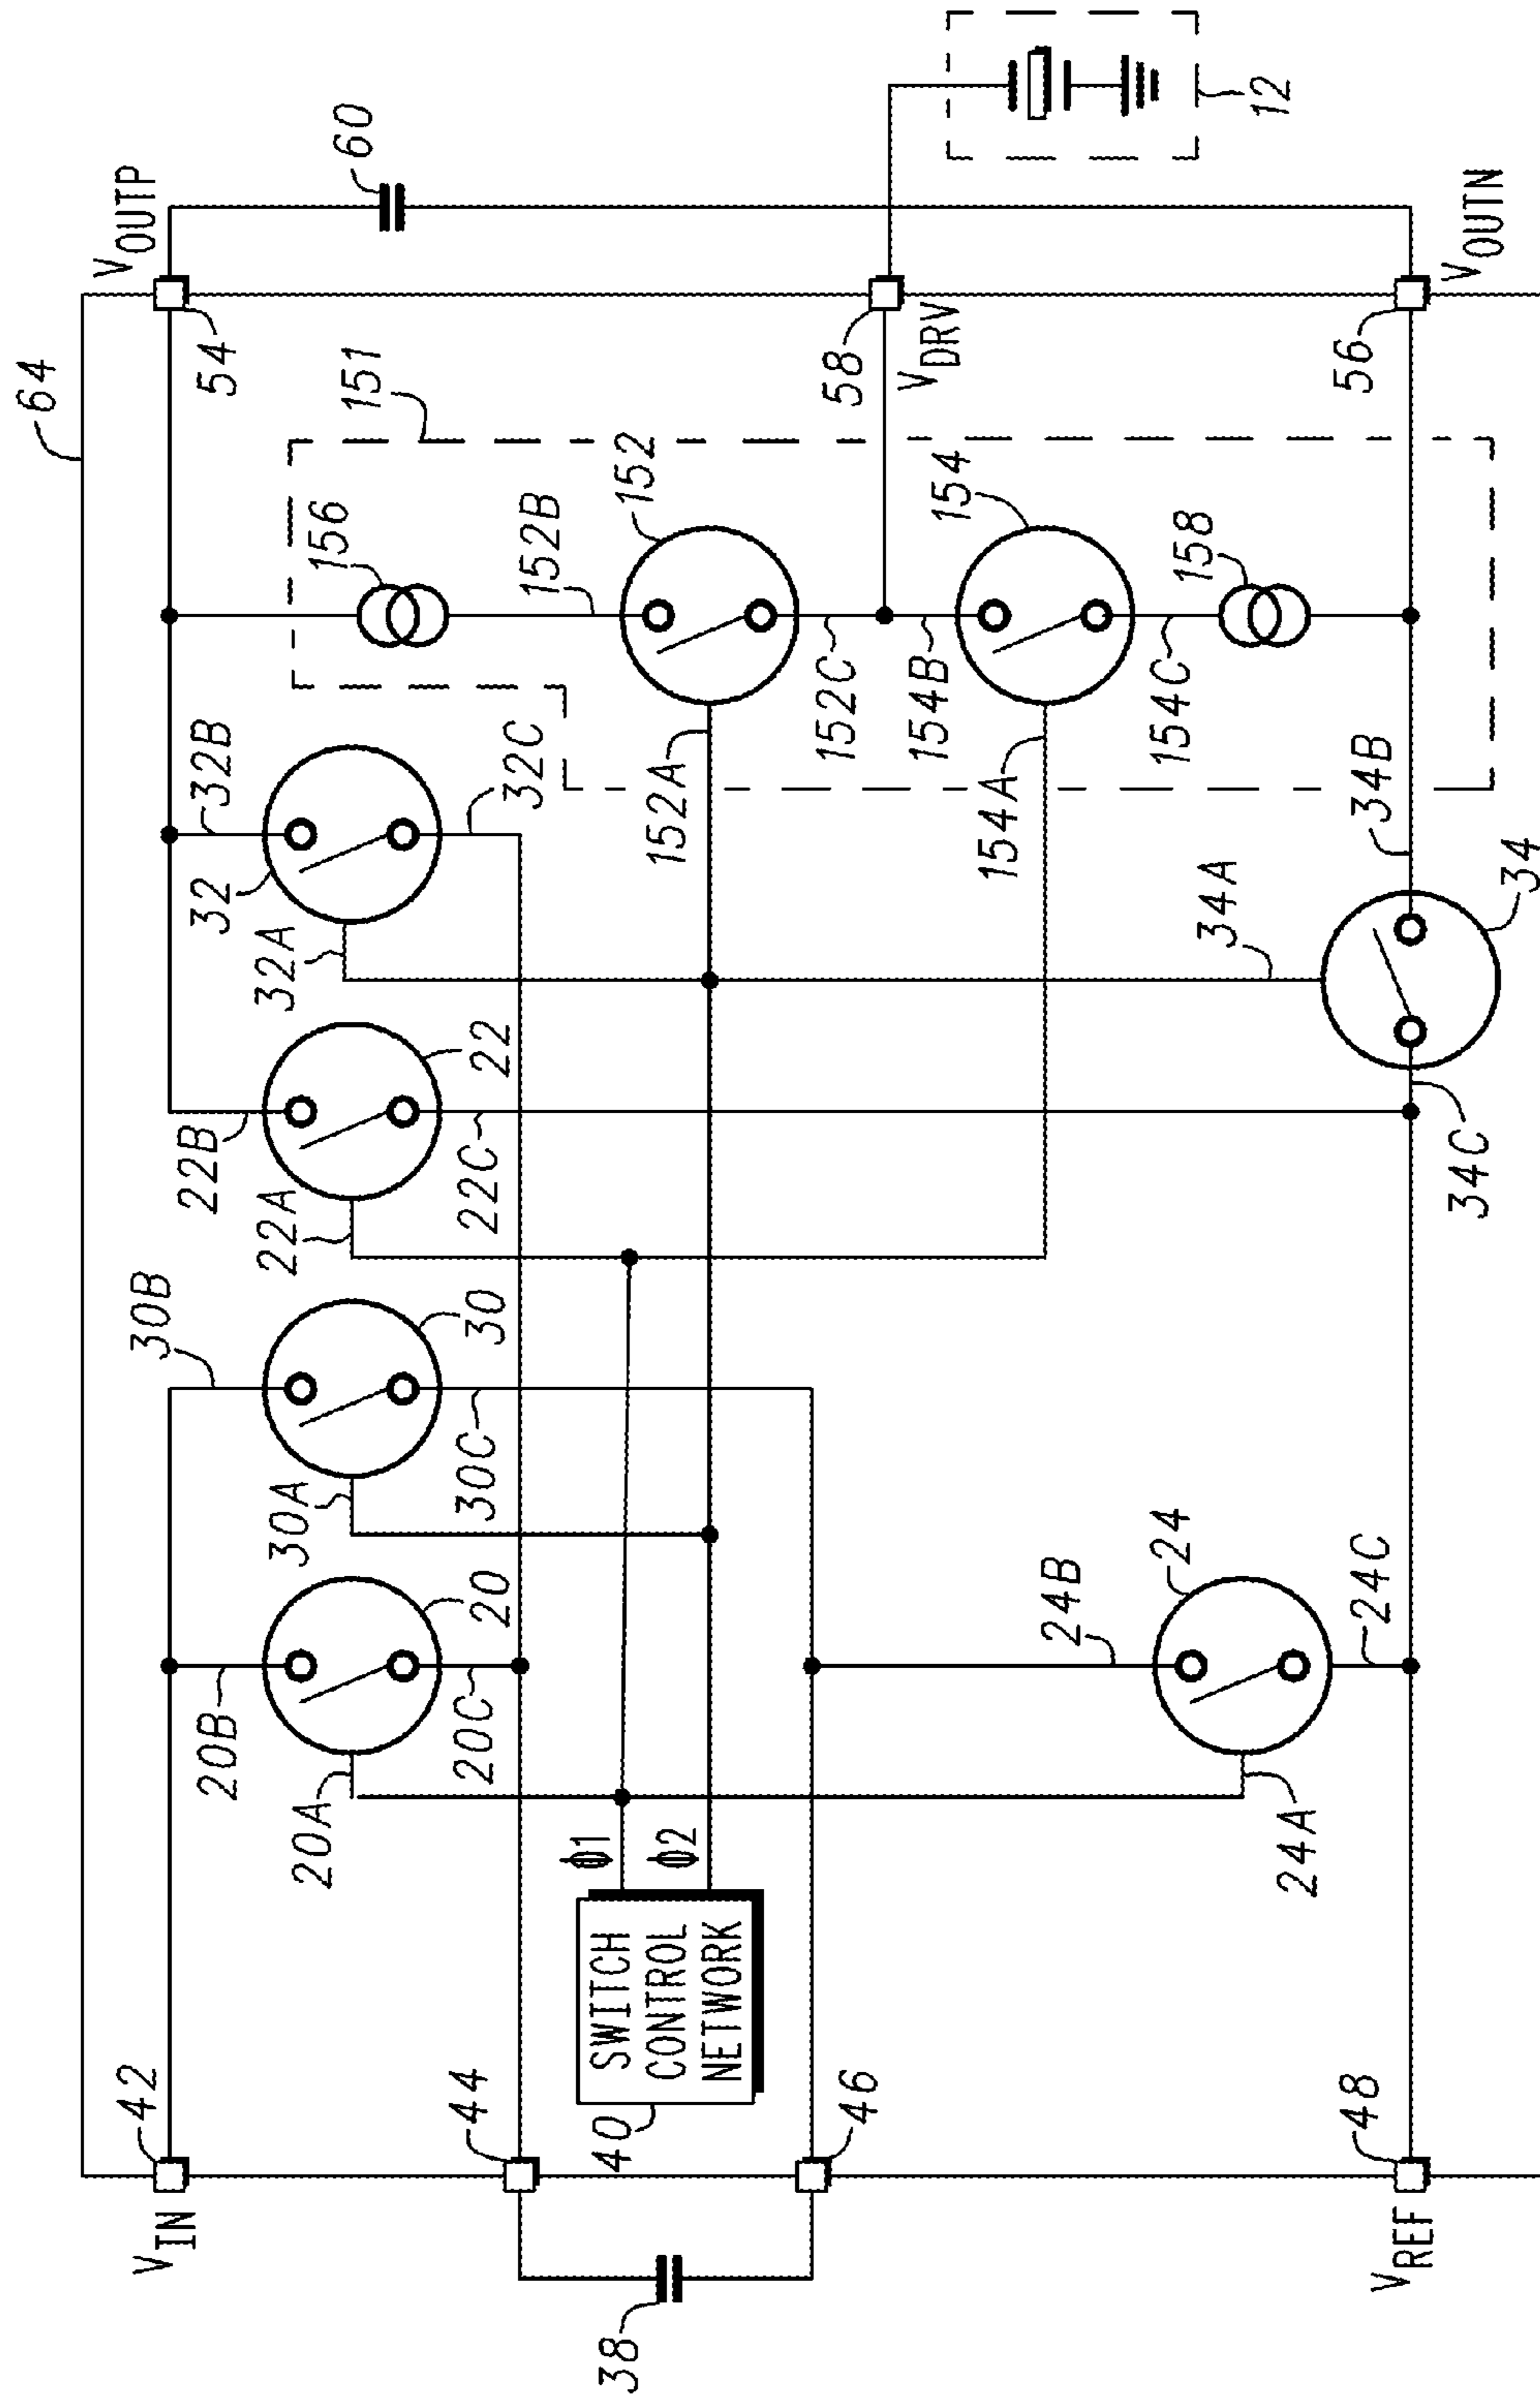 64
V_IN
42
20B
20A
20
20C
30B
30A
30
30C
22B
22A
22
22C
32B
32
32A
32C
156
151
54
V_OUTP
60
152B
152
38
44
40
SWITCH
CONTROL
NETWORK
ϕ1
ϕ2
46
152A
152C
154B
154
154A
154C
158
58
V_DRV
12
24B
24
24A
24C
34A
34B
34C
34
V_REF
48
56
V_OUTN